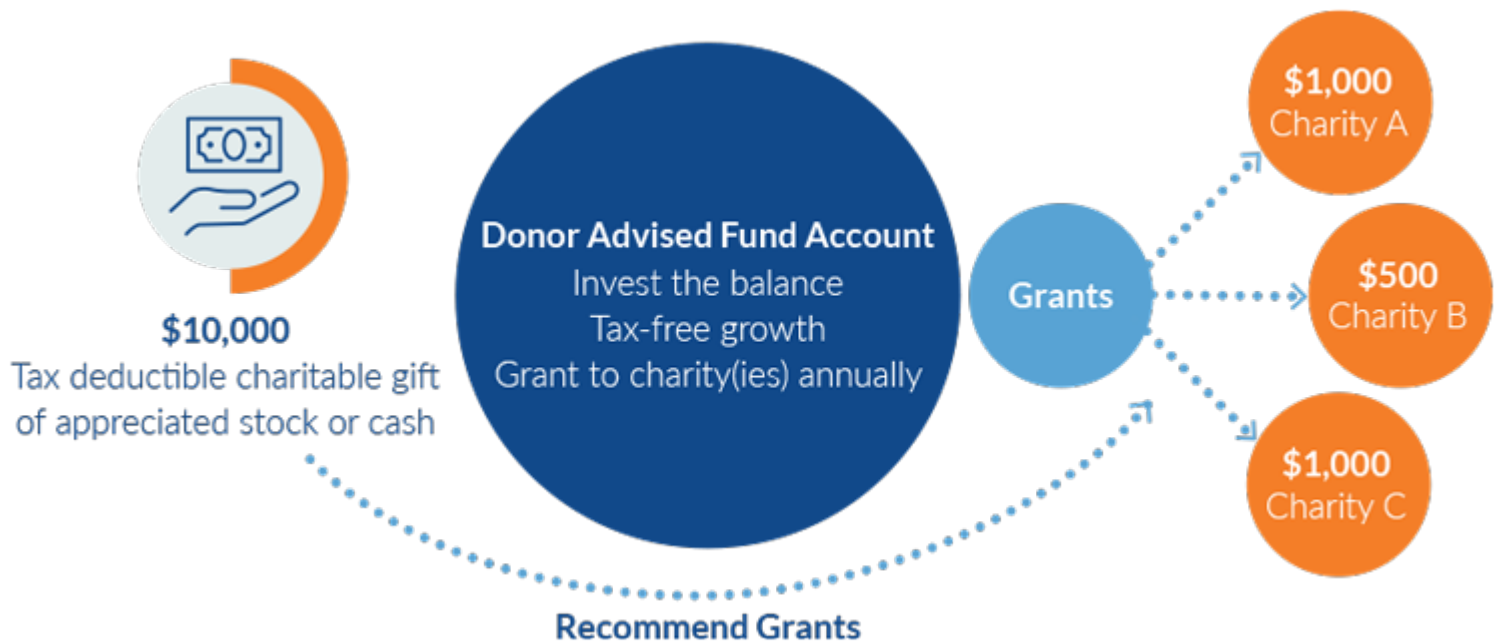 $10,000
Tax deductible charitable gift
of appreciated stock or cash
Donor Advised Fund Account
Invest the balance
Tax-free growth
Grant to charity(ies) annually
Recommend Grants
Grants
$1,000
Charity A
$500
Charity B
$1,000
Charity C